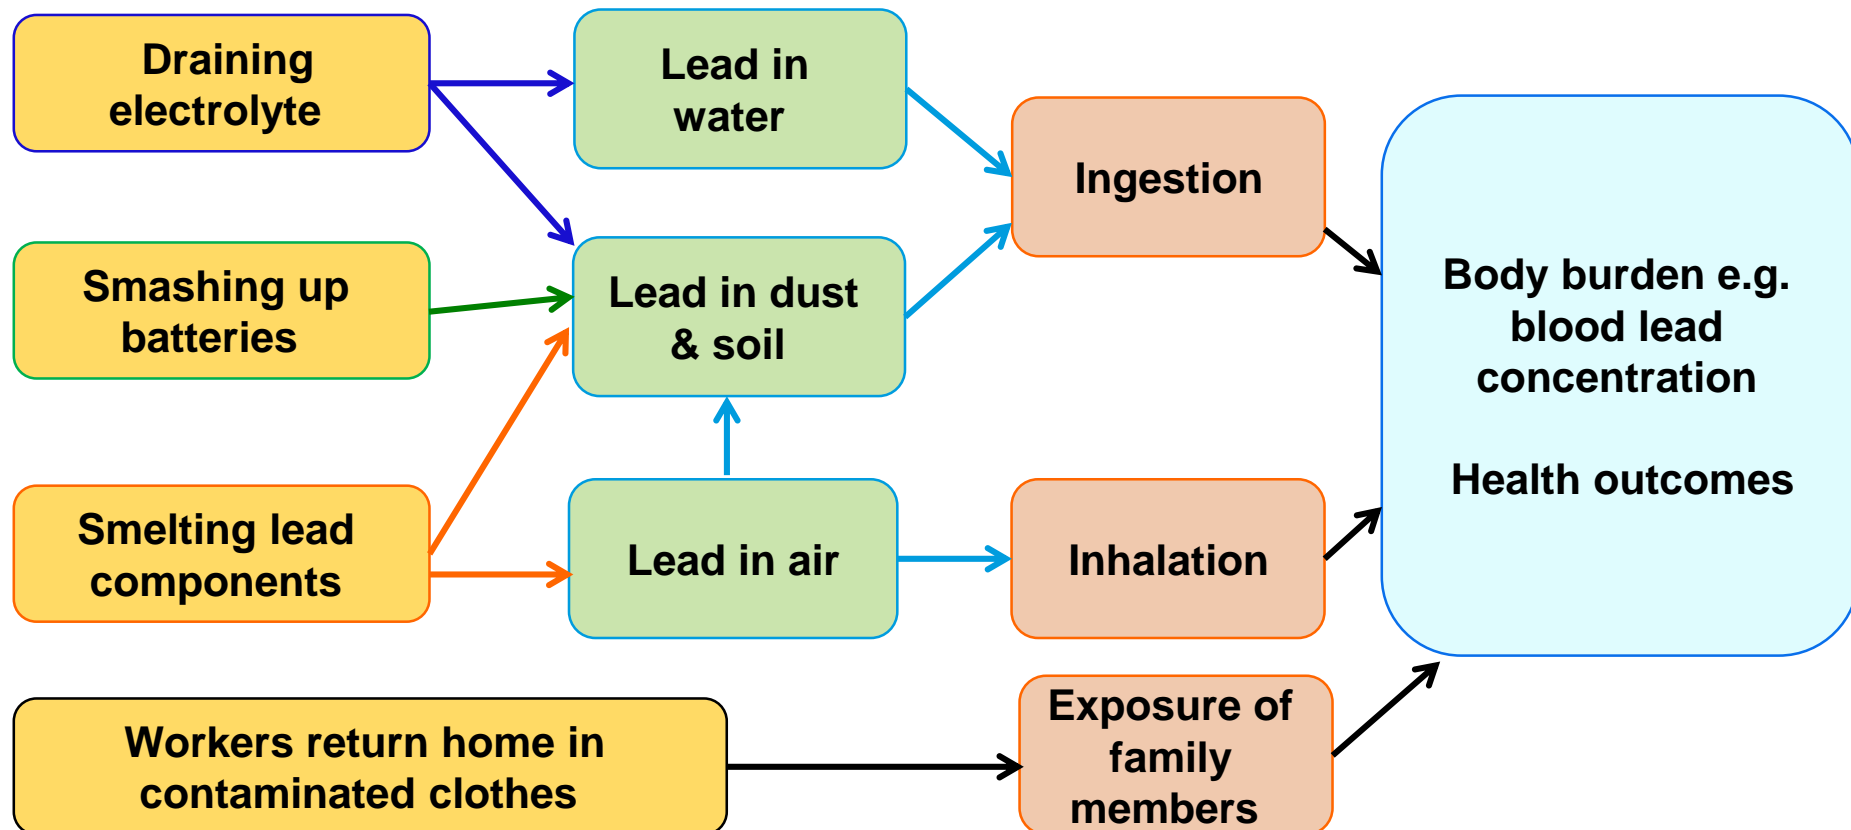 Draining
electrolyte
Lead in
water
Ingestion
Smashing up
batteries
Lead in dust
& soil
Body burden e.g.
blood lead
concentration
Health outcomes
Smelting lead
components
Lead in air
Inhalation
Workers return home in
contaminated clothes
Exposure of
family
members